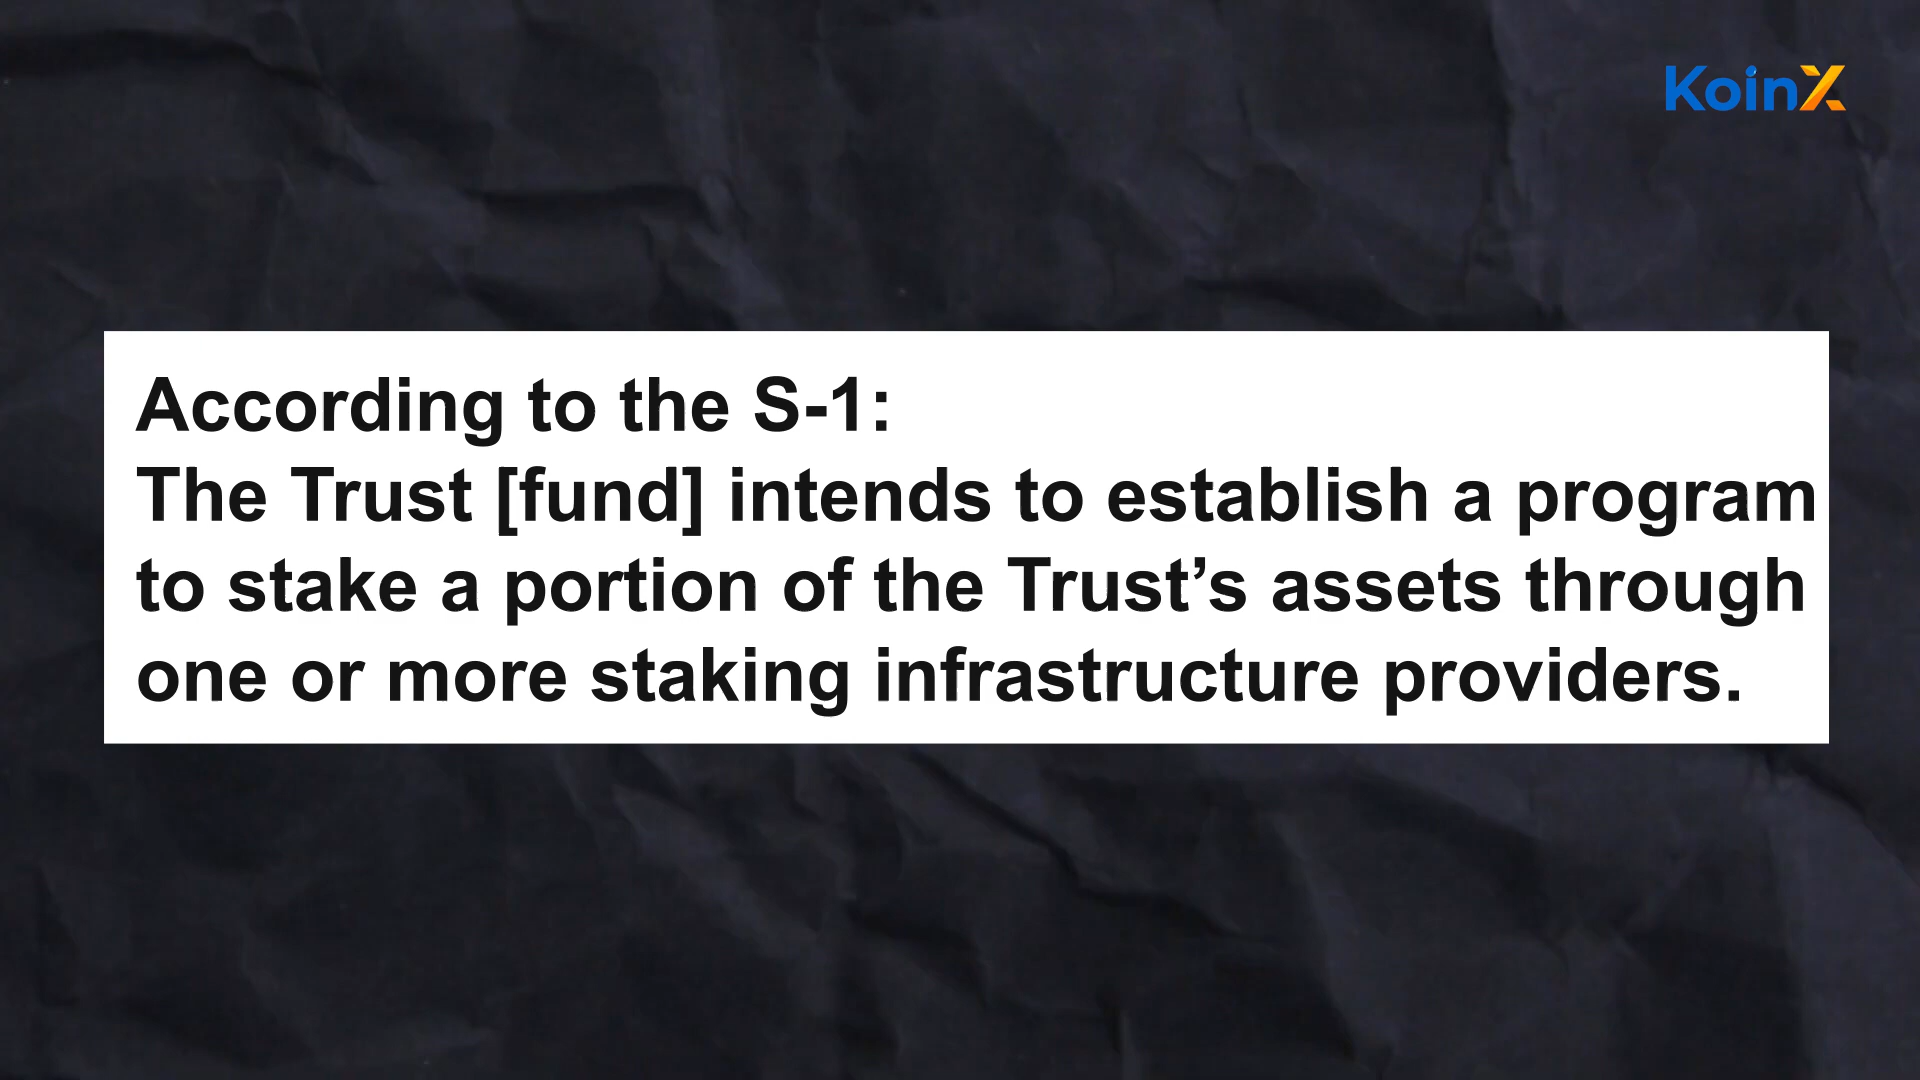 KoinX
According to the S-1:
The Trust [fund] intends to establish a program
to stake a portion of the Trust’s assets through
one or more staking infrastructure providers.